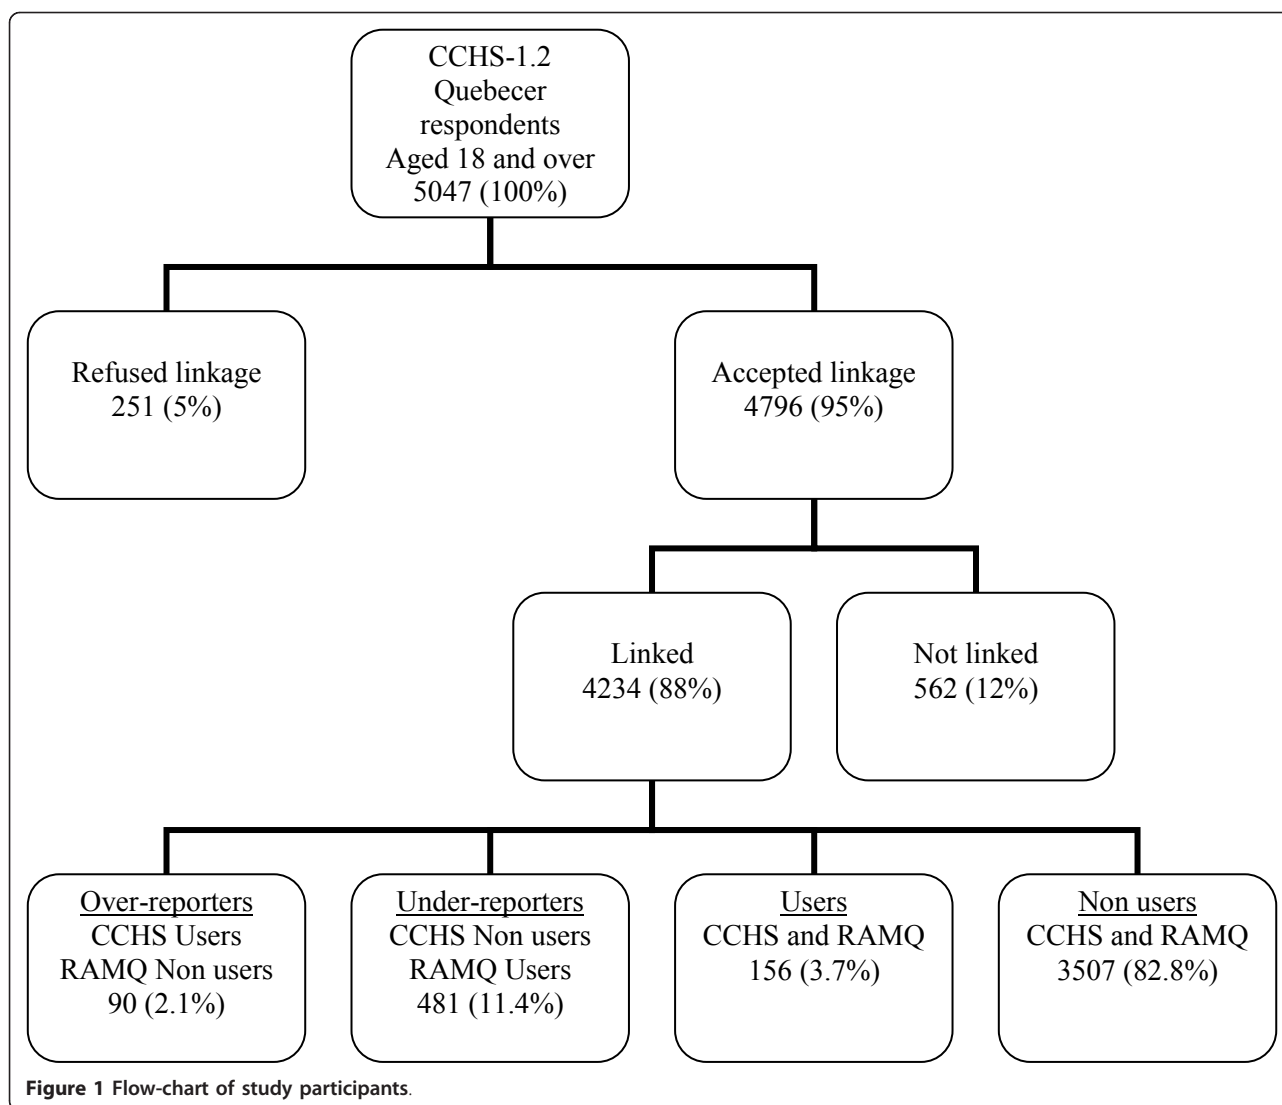 CCHS-1.2
Quebecer
respondents
Aged 18 and over
5047 (100%)
Refused linkage
251 (5%)
Accepted linkage
4796 (95%)
Linked
4234 (88%)
Not linked
562 (12%)
Over-reporters
CCHS Users
RAMQ Non users
90 (2.1%)
Under-reporters
CCHS Non users
RAMQ Users
481 (11.4%)
Users
CCHS and RAMQ
156 (3.7%)
Non users
CCHS and RAMQ
3507 (82.8%)
Figure 1 Flow-chart of study participants.